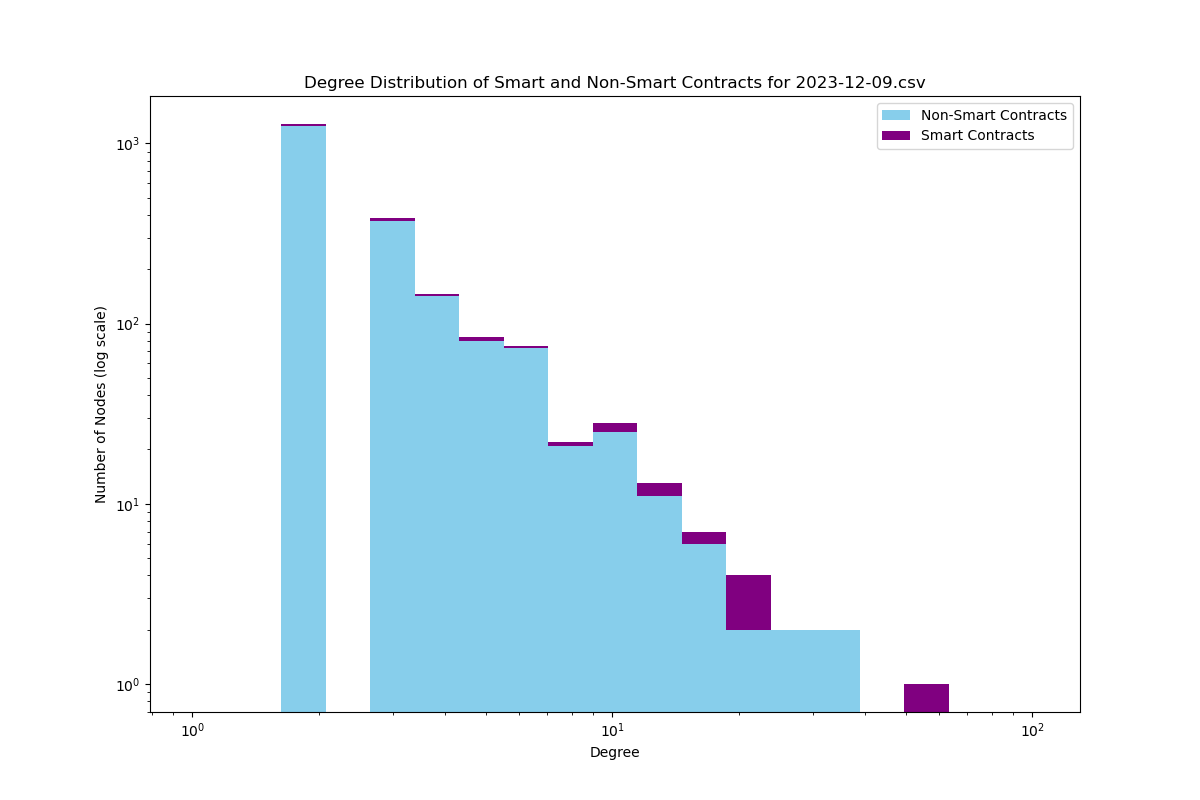 Degree Distribution of Smart and Non-Smart Contracts for 2023-12-09.csv
Non-Smart Contracts
Smart Contracts
Number of Nodes (log scale)
10³
10²
10¹
10⁰
10⁰ 10¹ 10²
Degree